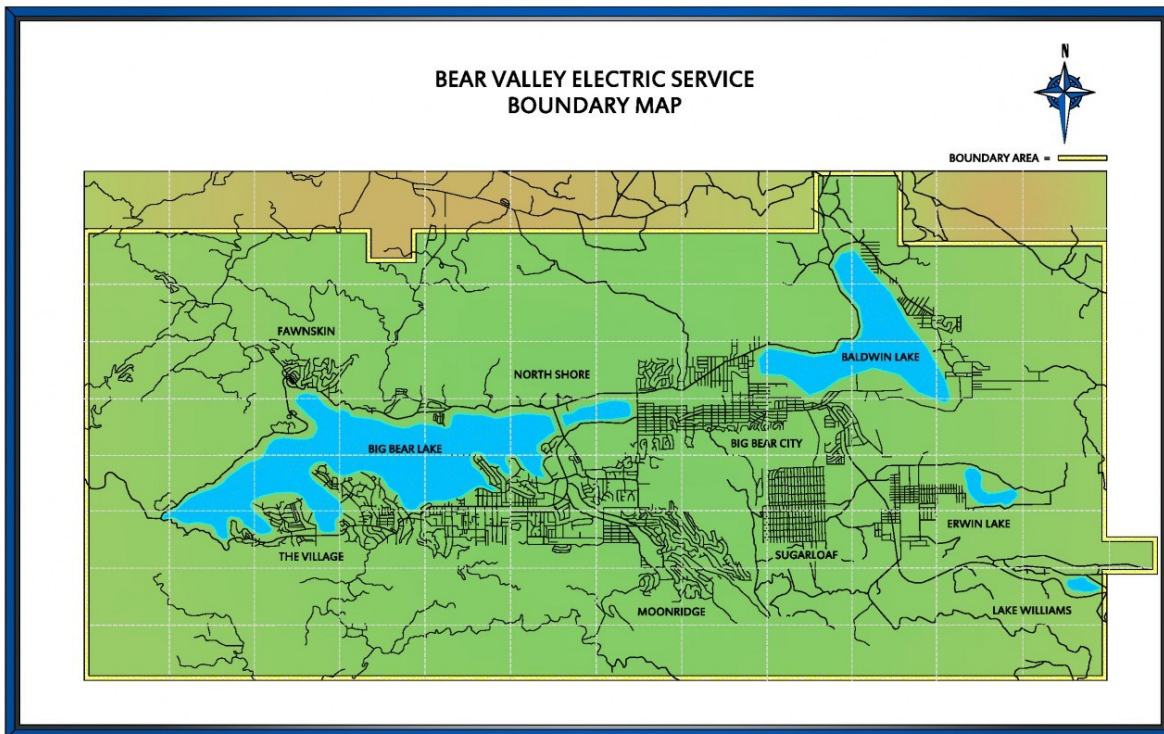 BEAR VALLEY ELECTRIC SERVICE
BOUNDARY MAP
N
BOUNDARY AREA =
FAWNSKIN
NORTH SHORE
BALDWIN LAKE
BIG BEAR LAKE
BIG BEAR CITY
ERWIN LAKE
THE VILLAGE
SUGARLOAF
MOONRIDGE
LAKE WILLIAMS